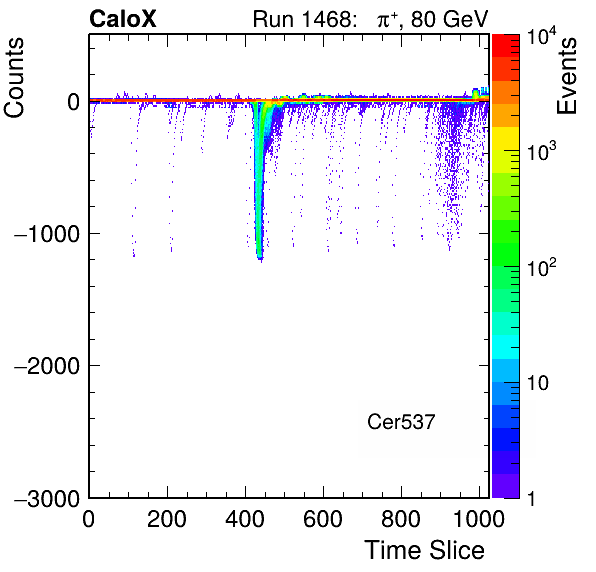 CaloX Run 1468: π⁺, 80 GeV
Counts
Events
0
−1000
−2000
−3000
0 200 400 600 800 1000
Time Slice
Cer537
10⁴
10³
10²
10
1